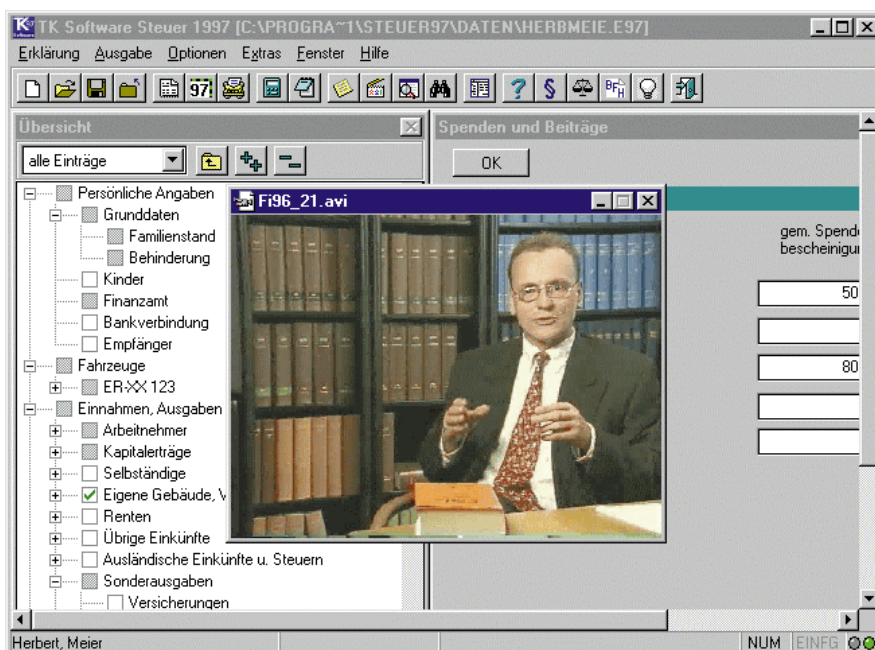 TK Software Steuer 1997 [C:\PROGRA~1\STEUER97\DATEN\HERBMEIE.E97]
Erklärung Ausgabe Optionen Extras Fenster Hilfe
97 ? § BFH
Übersicht
Spenden und Beiträge
alle Einträge
OK
Fi96_21.avi
Persönliche Angaben
Grunddaten
Familienstand
Behinderung
Kinder
Finanzamt
Bankverbindung
Empfänger
Fahrzeuge
ER-XX 123
Einnahmen, Ausgaben
Arbeitnehmer
Kapitalerträge
Selbständige
Eigene Gebäude, V
Renten
Übrige Einkünfte
Ausländische Einkünfte u. Steuern
Sonderausgaben
Versicherungen
gem. Spende
bescheinigu
50
80
Herbert, Meier
NUM EINFG